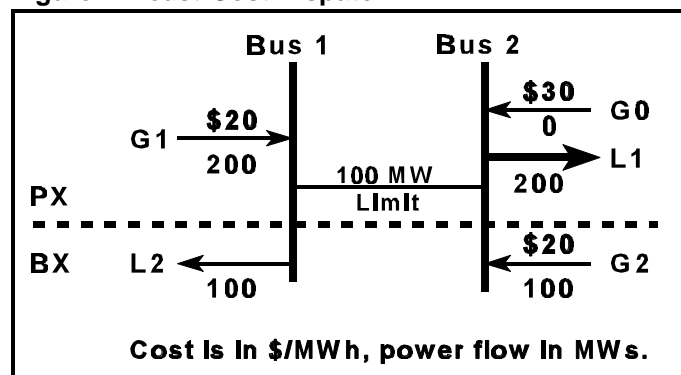 Bus 1 Bus 2
$30
G0
0
G1
$20
200
L1
200
100 MW
Limit
PX
BX
L2
100
$20
G2
100
Cost is in $/MWh, power flow in MWs.